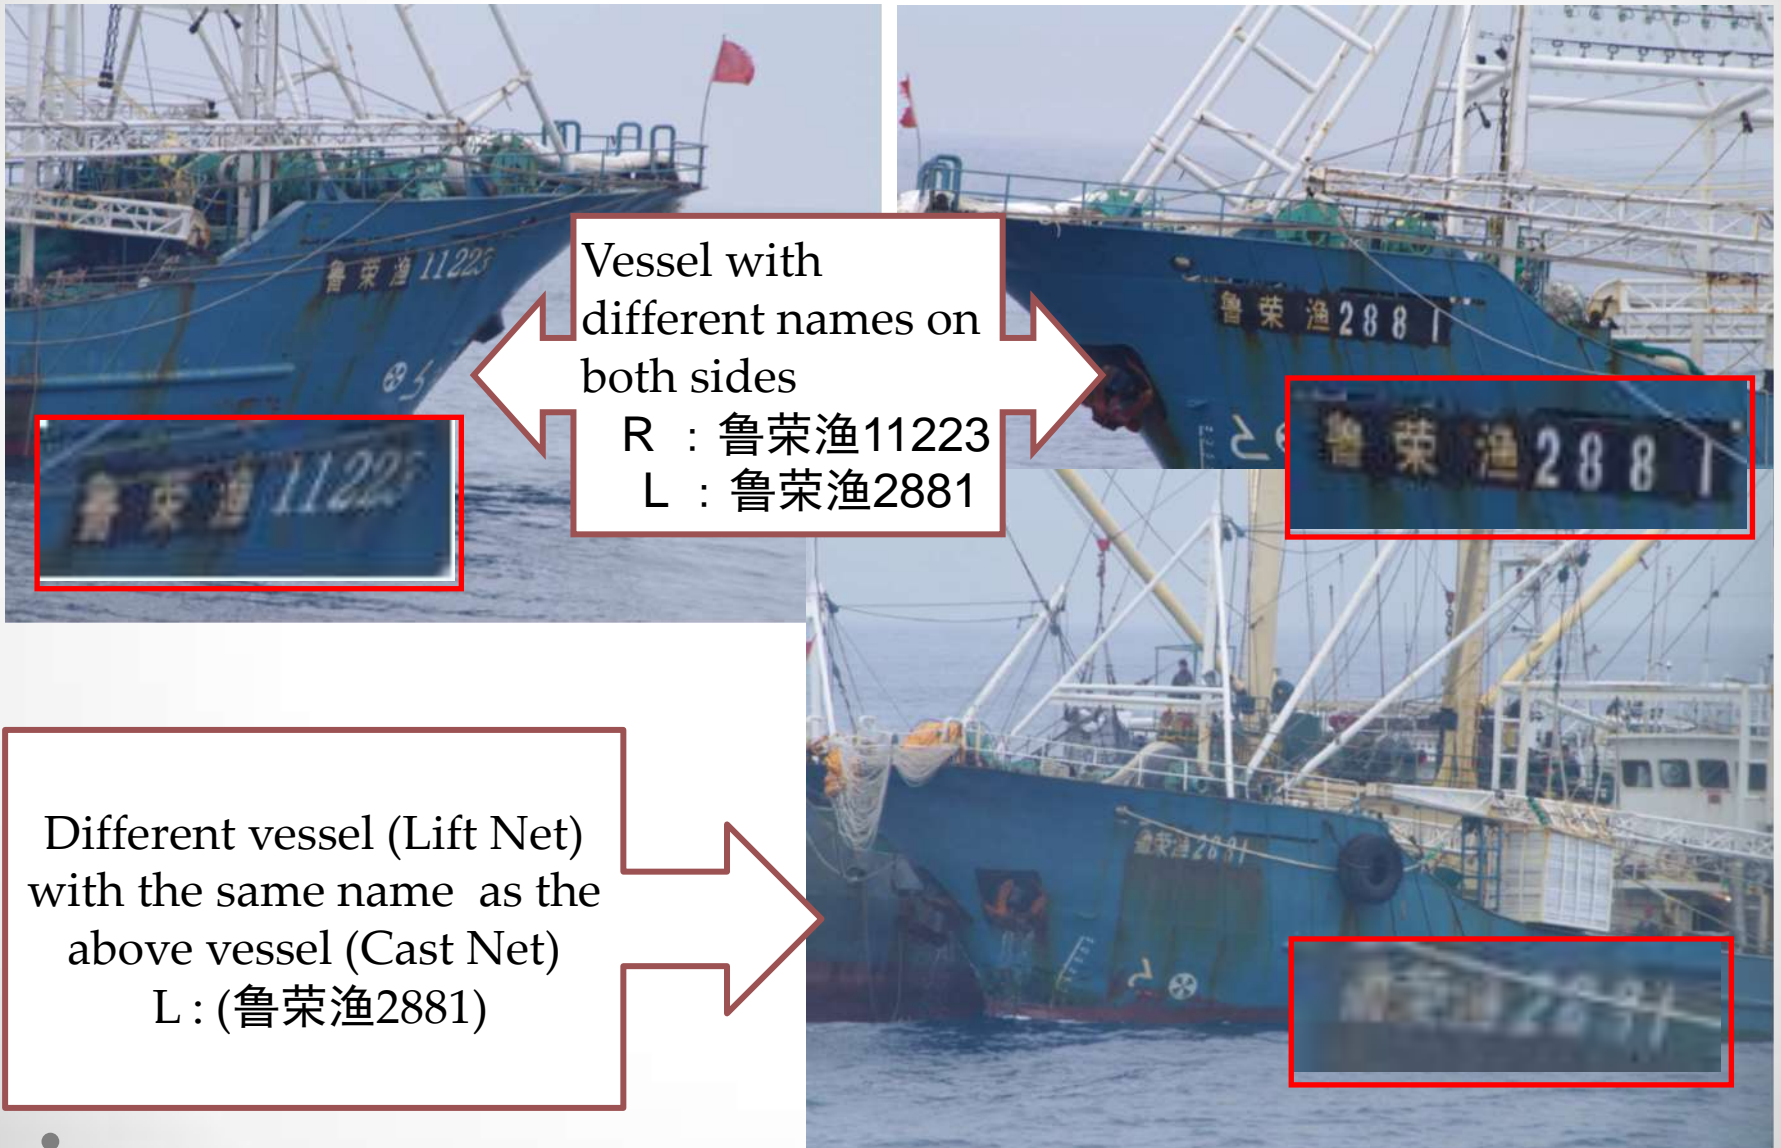 鲁荣渔11223
鲁荣渔2881
Vessel with
different names on
both sides
R : 鲁荣渔11223
L : 鲁荣渔2881
鲁荣渔11223
鲁荣渔2881
Different vessel (Lift Net)
with the same name as the
above vessel (Cast Net)
L : (鲁荣渔2881)